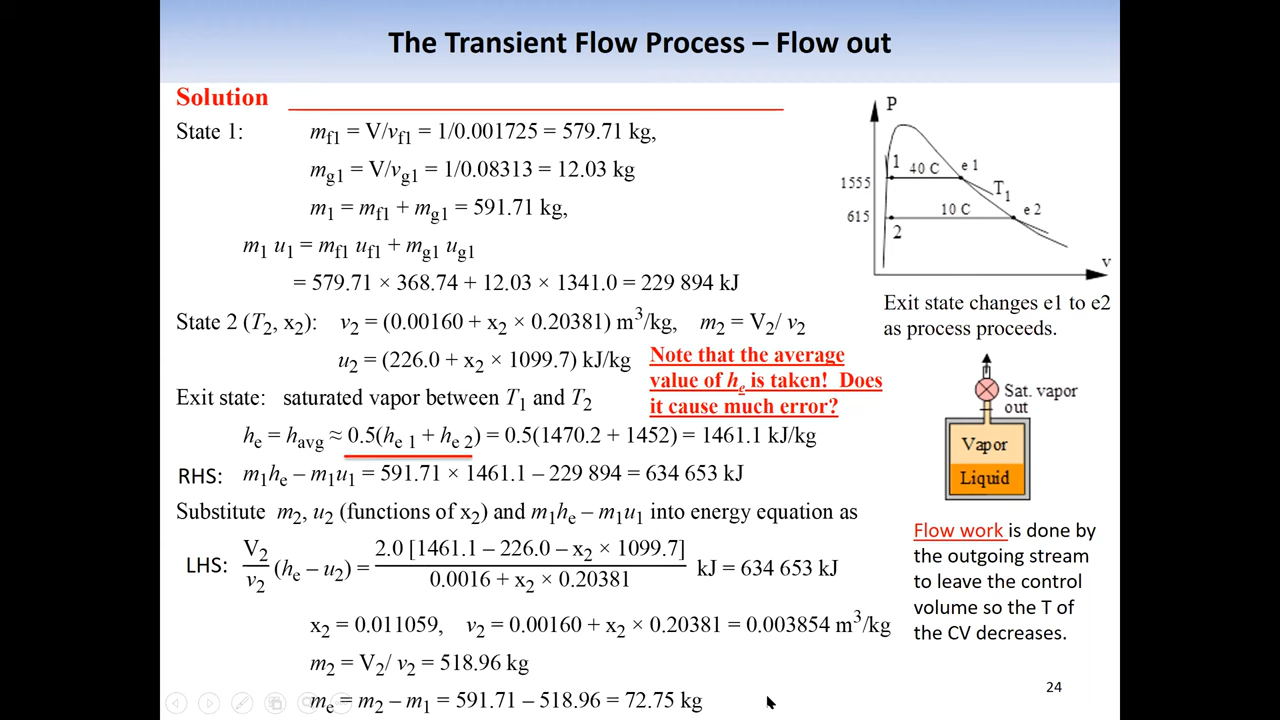 The Transient Flow Process – Flow out
Solution
State 1: mf1 = V/vf1 = 1/0.001725 = 579.71 kg,
mg1 = V/vg1 = 1/0.08313 = 12.03 kg
m1 = mf1 + mg1 = 591.71 kg,
m1 u1 = mf1 uf1 + mg1 ug1
= 579.71 × 368.74 + 12.03 × 1341.0 = 229 894 kJ
State 2 (T2, x2): v2 = (0.00160 + x2 × 0.20381) m³/kg, m2 = V2/ v2
u2 = (226.0 + x2 × 1099.7) kJ/kg
Note that the average
value of he is taken! Does
it cause much error?
Exit state: saturated vapor between T1 and T2
he = havg ≈ 0.5(he 1 + he 2) = 0.5(1470.2 + 1452) = 1461.1 kJ/kg
RHS: m1he – m1u1 = 591.71 × 1461.1 – 229 894 = 634 653 kJ
Substitute m2, u2 (functions of x2) and m1he – m1u1 into energy equation as
LHS: V2/v2 (he – u2) = 2.0 [1461.1 – 226.0 – x2 × 1099.7] / 0.0016 + x2 × 0.20381 kJ = 634 653 kJ
x2 = 0.011059, v2 = 0.00160 + x2 × 0.20381 = 0.003854 m³/kg
m2 = V2/ v2 = 518.96 kg
me = m2 – m1 = 591.71 – 518.96 = 72.75 kg
P
1 40 C e 1
1555
T1
10 C e 2
615
2
v
Exit state changes e1 to e2
as process proceeds.
Sat. vapor
out
Vapor
Liquid
Flow work is done by
the outgoing stream
to leave the control
volume so the T of
the CV decreases.
24